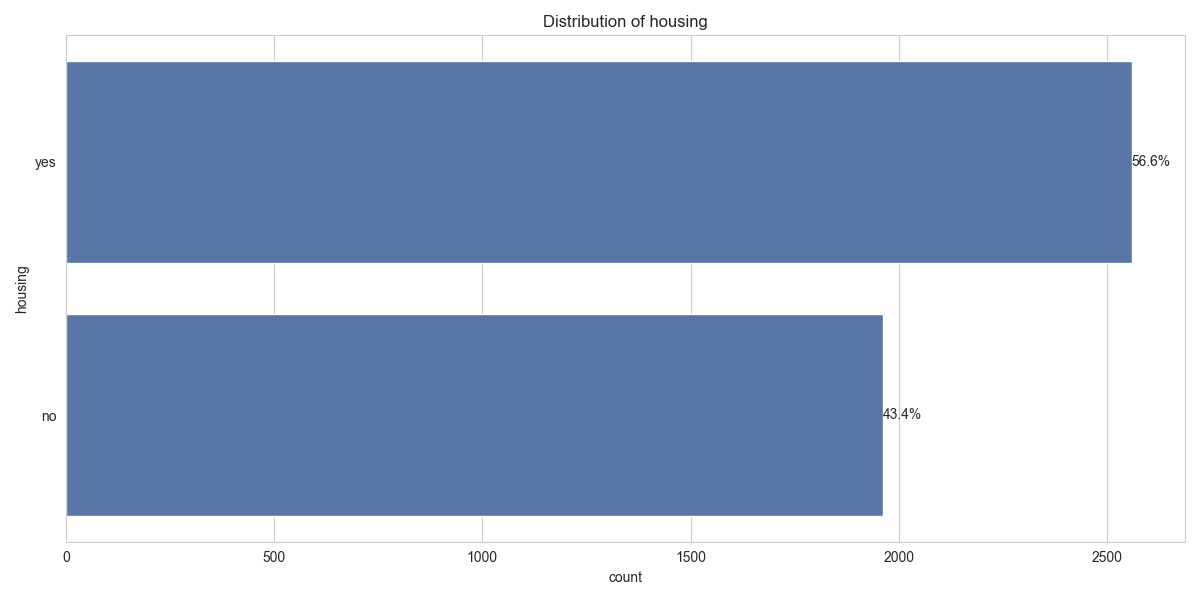 Distribution of housing
yes
56.6%
housing
no
43.4%
0 500 1000 1500 2000 2500
count